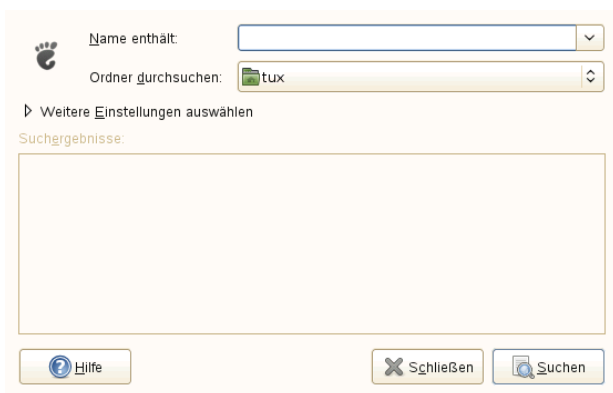 Name enthält:
Ordner durchsuchen: tux
Weitere Einstellungen auswählen
Suchergebnisse:
Hilfe Schließen Suchen